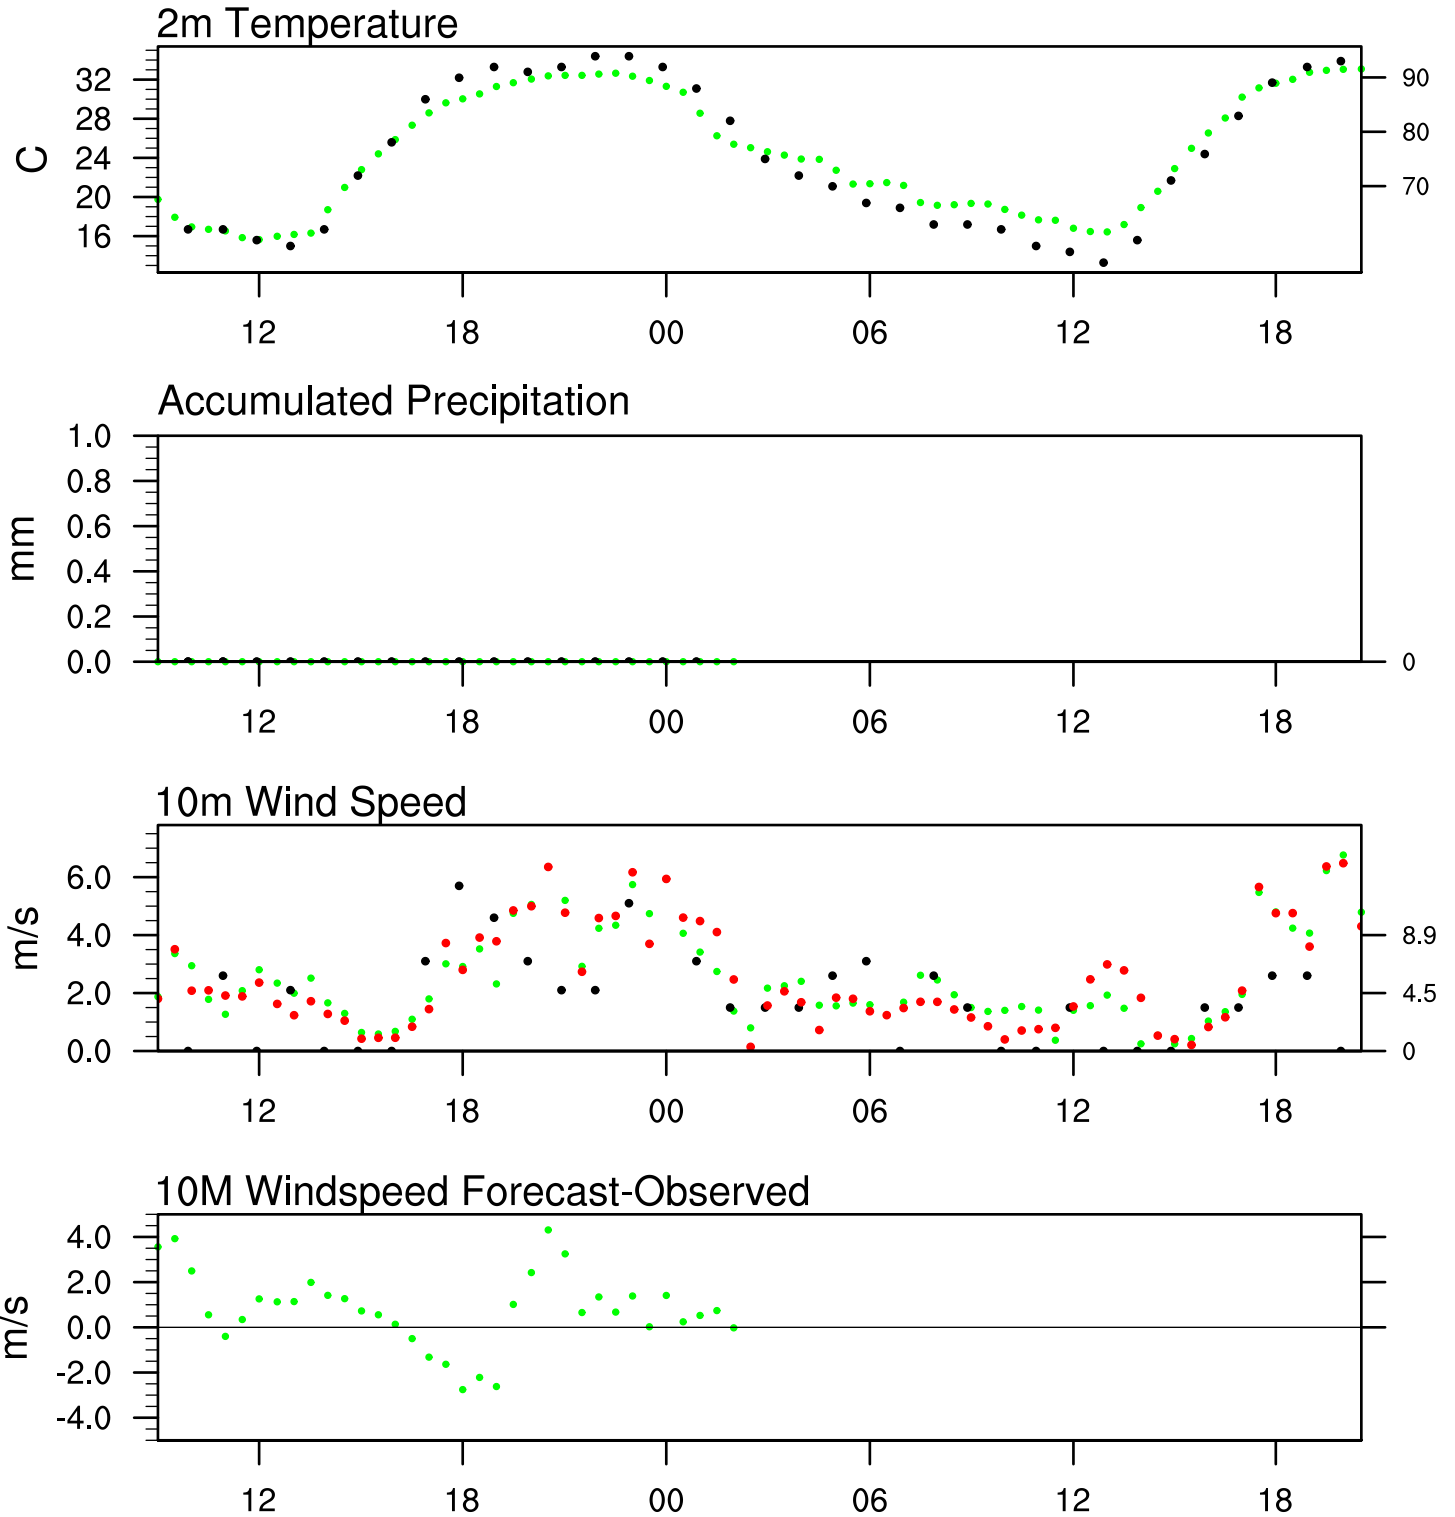 2m Temperature
C
32
28
24
20
16
90
80
70
12 18 00 06 12 18
Accumulated Precipitation
mm
1.0
0.8
0.6
0.4
0.2
0.0
0
12 18 00 06 12 18
10m Wind Speed
m/s
6.0
4.0
2.0
0.0
8.9
4.5
0
12 18 00 06 12 18
10M Windspeed Forecast-Observed
m/s
4.0
2.0
0.0
-2.0
-4.0
12 18 00 06 12 18